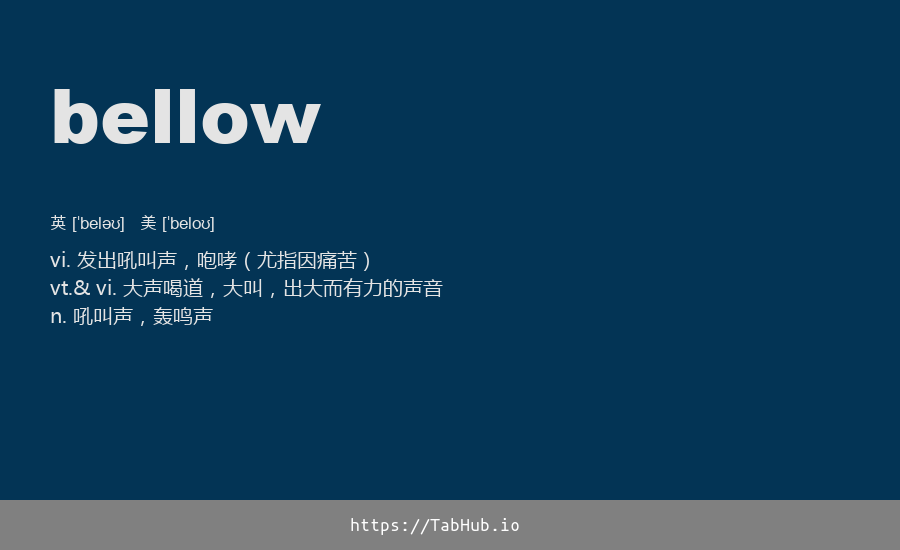 bellow
英 [ˈbeləʊ] 美 [ˈbeloʊ]
vi. 发出吼叫声，咆哮（尤指因痛苦）
vt.& vi. 大声喝道，大叫，出大而有力的声音
n. 吼叫声，轰鸣声
https://TabHub.io